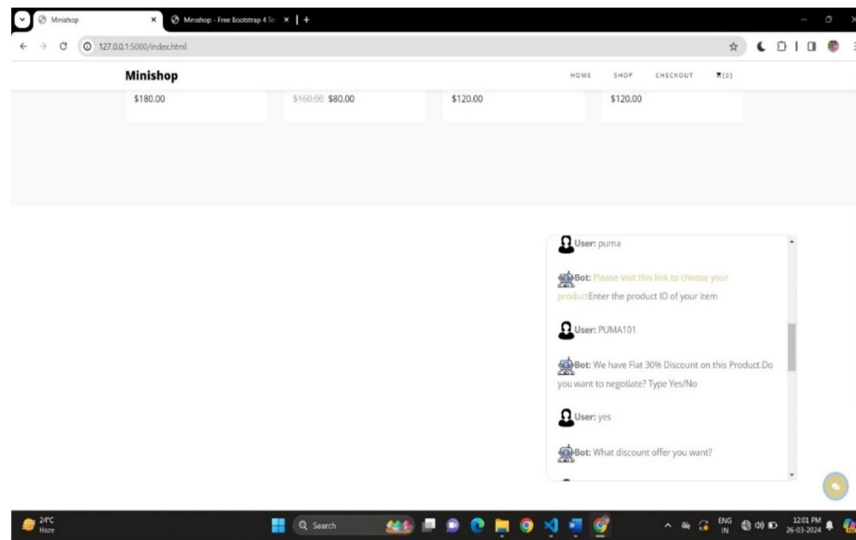 Minishop
Minishop - Free Bootstrap 4 Te
127.0.0.1:5000/index.html
Minishop
HOME SHOP CHECKOUT [0]
$180.00 $160.00 $80.00 $120.00 $120.00
User: puma
Bot: Please visit this link to choose your
productEnter the product ID of your item
User: PUMA101
Bot: We have Flat 30% Discount on this Product.Do
you want to negotiate? Type Yes/No
User: yes
Bot: What discount offer you want?
24°C
Haze
Search
ENG
IN
12:01 PM
26-03-2024